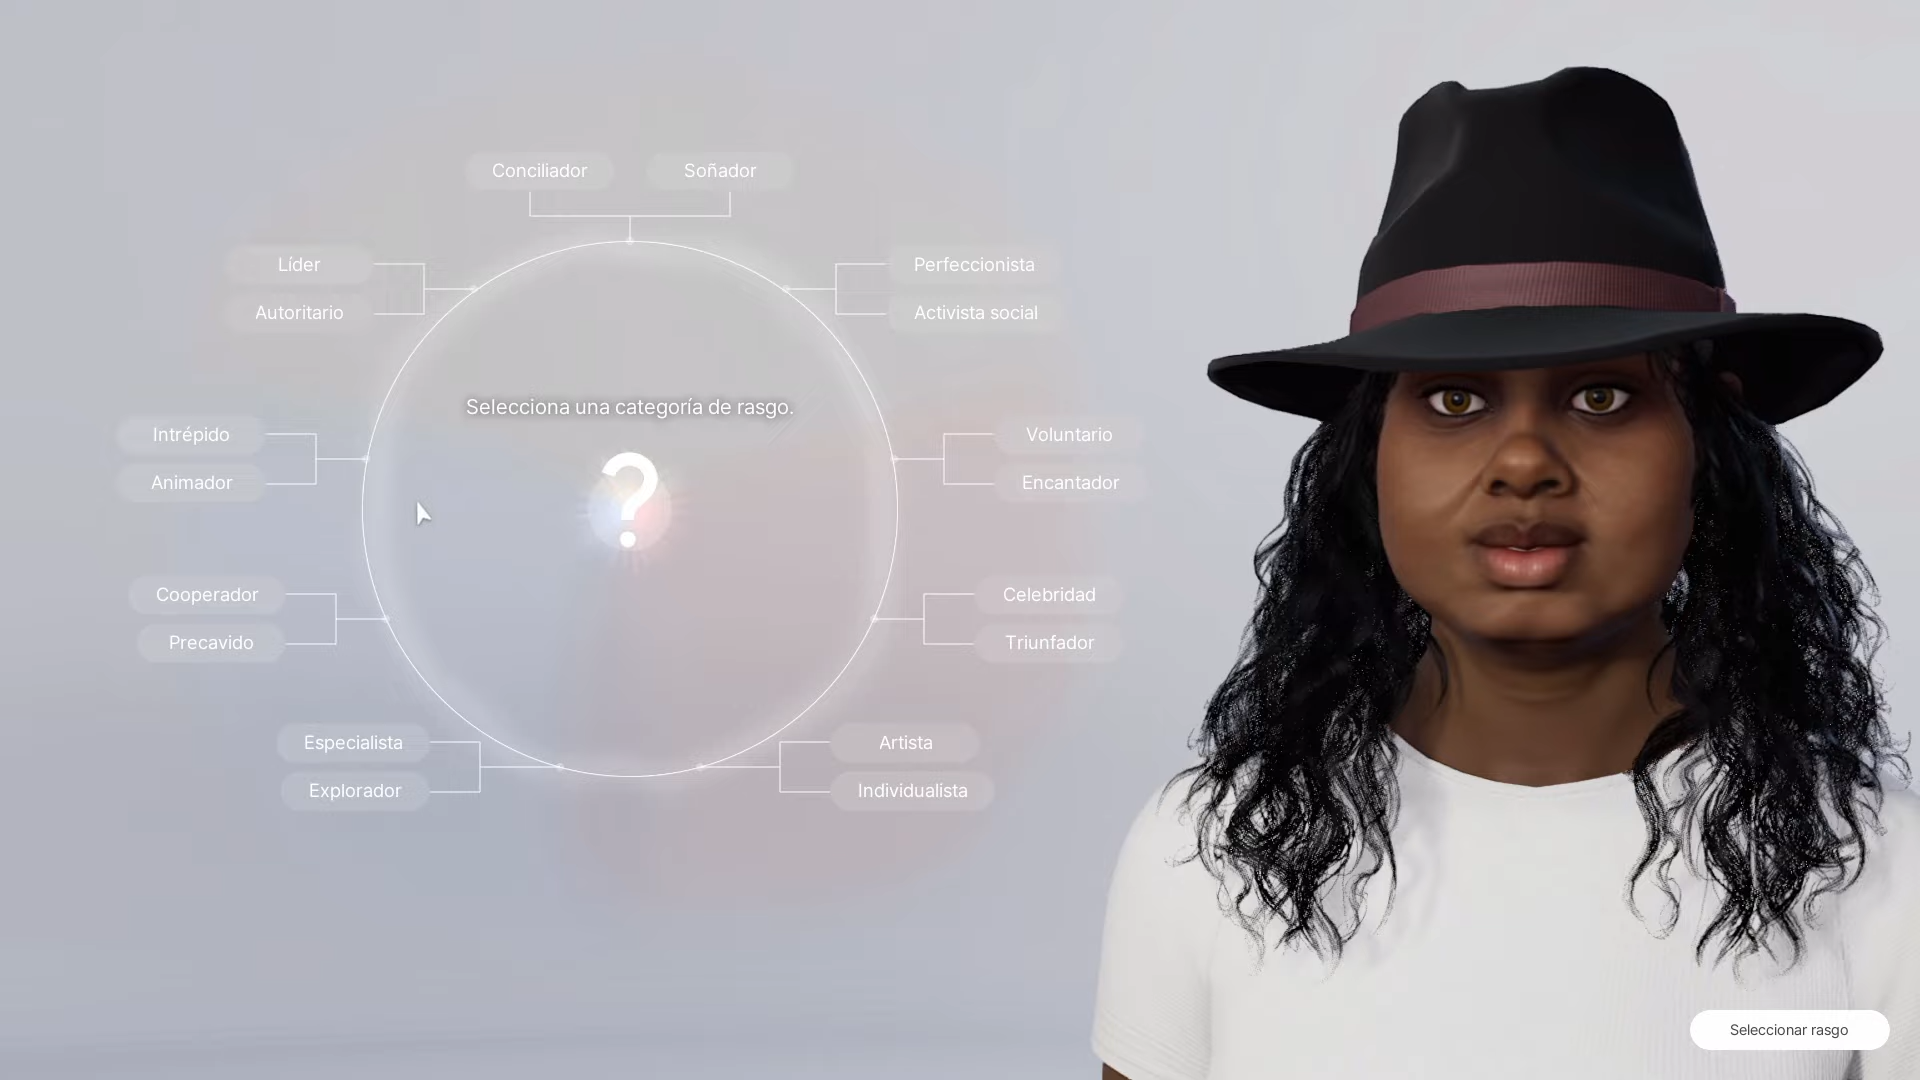 Conciliador
Soñador
Líder
Autoritario
Perfeccionista
Activista social
Selecciona una categoría de rasgo.
?
Intrépido
Animador
Voluntario
Encantador
Cooperador
Precavido
Celebridad
Triunfador
Especialista
Explorador
Artista
Individualista
Seleccionar rasgo